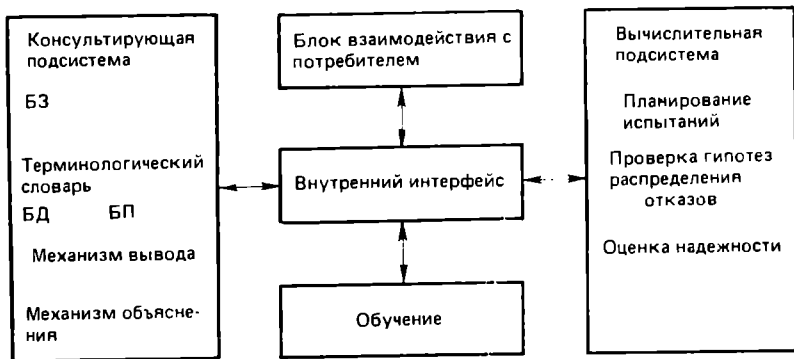 Консультирующая
подсистема
БЗ
Терминологический
словарь
БД БП
Механизм вывода
Механизм объясне-
ния
Блок взаимодействия с
потребителем
Внутренний интерфейс
Обучение
Вычислительная
подсистема
Планирование
испытаний
Проверка гипотез
распределения
отказов
Оценка надежности